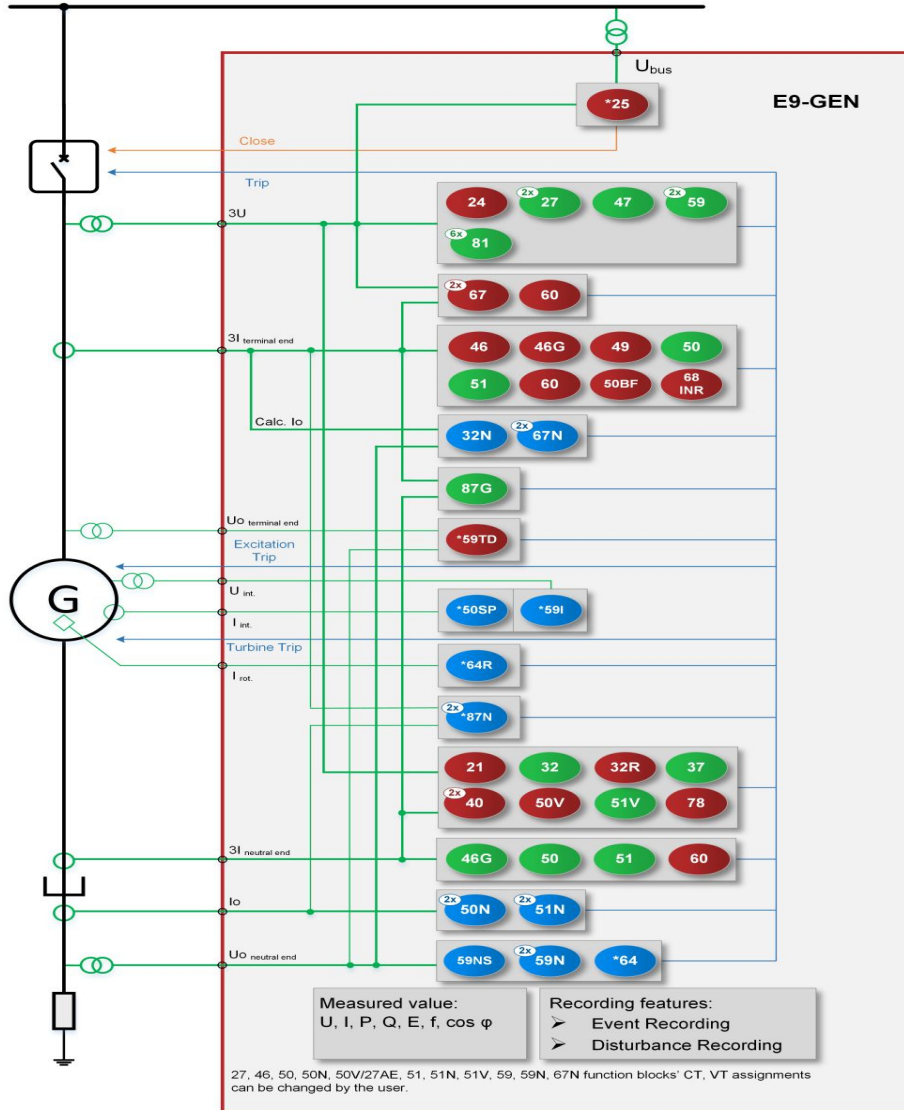 U bus
E9-GEN
*25
Close
Trip
3U
24
2x
27
47
2x
59
6x
81
2x
67
60
3I terminal end
46
46G
49
50
51
60
50BF
68
INR
Calc. Io
32N
2x
67N
87G
Uo terminal end
*59TD
Excitation
Trip
G
U int.
*50SP
*59I
I int.
Turbine Trip
*64R
I rot.
2x
*87N
21
32
32R
37
2x
40
50V
51V
78
3I neutral end
46G
50
51
60
Io
2x
50N
2x
51N
Uo neutral end
59NS
2x
59N
*64
Measured value:
U, I, P, Q, E, f, cos φ
Recording features:
➢ Event Recording
➢ Disturbance Recording
27, 46, 50, 50N, 50V/27AE, 51, 51N, 51V, 59, 59N, 67N function blocks' CT, VT assignments
can be changed by the user.